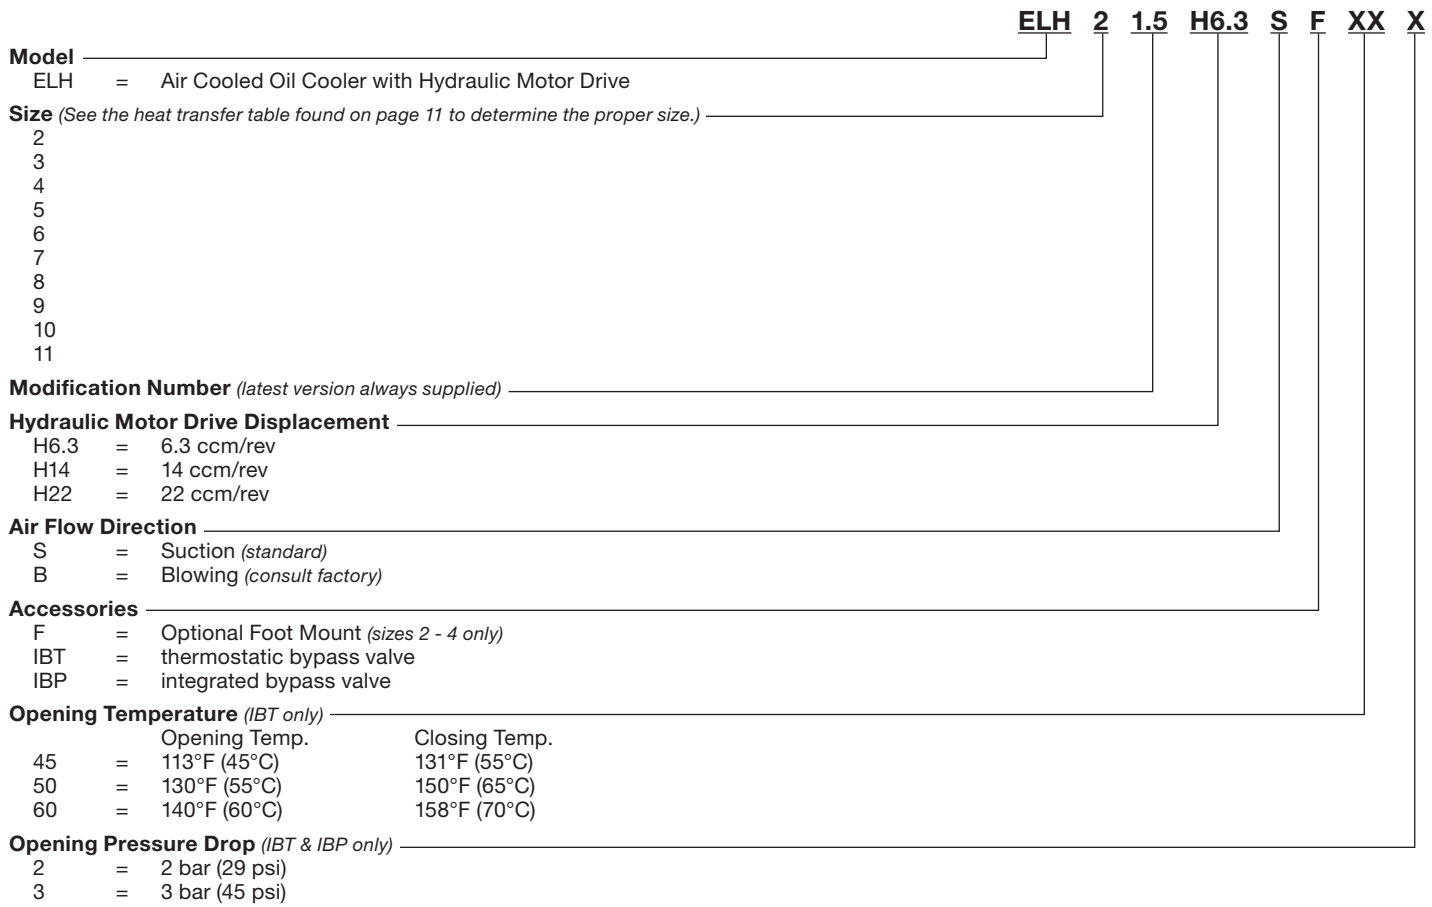 ELH 2 1.5 H6.3 S F XX X
Model
ELH = Air Cooled Oil Cooler with Hydraulic Motor Drive
Size (See the heat transfer table found on page 11 to determine the proper size.)
2
3
4
5
6
7
8
9
10
11
Modification Number (latest version always supplied)
Hydraulic Motor Drive Displacement
H6.3 = 6.3 ccm/rev
H14 = 14 ccm/rev
H22 = 22 ccm/rev
Air Flow Direction
S = Suction (standard)
B = Blowing (consult factory)
Accessories
F = Optional Foot Mount (sizes 2 - 4 only)
IBT = thermostatic bypass valve
IBP = integrated bypass valve
Opening Temperature (IBT only)
Opening Temp. Closing Temp.
45 = 113°F (45°C) 131°F (55°C)
50 = 130°F (55°C) 150°F (65°C)
60 = 140°F (60°C) 158°F (70°C)
Opening Pressure Drop (IBT & IBP only)
2 = 2 bar (29 psi)
3 = 3 bar (45 psi)